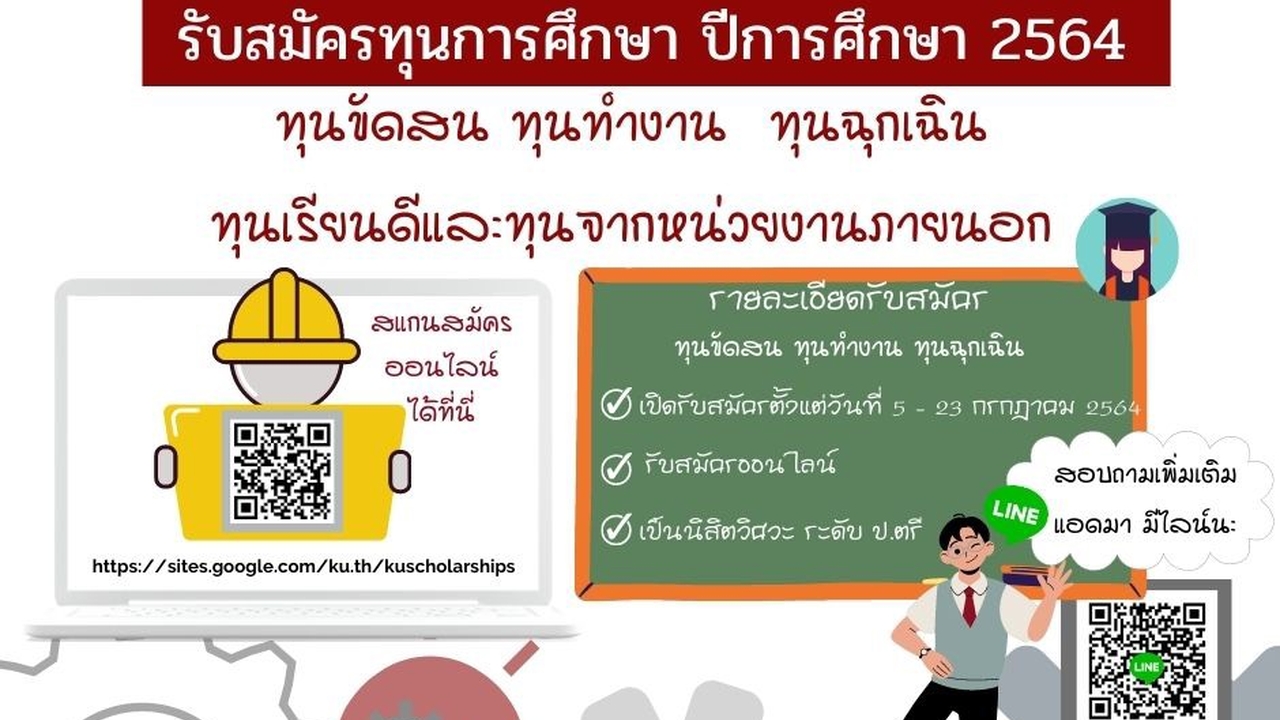 รับสมัครทุนการศึกษา ปีการศึกษา 2564
ทุนขัดสน ทุนทำงาน ทุนฉุกเฉิน
ทุนเรียนดีและทุนจากหน่วยงานภายนอก
สแกนสมัคร
ออนไลน์
ได้ที่นี่
https://sites.google.com/ku.th/kuscholarships
รายละเอียดรับสมัคร
ทุนขัดสน ทุนทำงาน ทุนฉุกเฉิน
เปิดรับสมัครตั้งแต่วันที่ 5 - 23 กรกฎาคม 2564
รับสมัครออนไลน์
เป็นนิสิตวิศวะ ระดับ ป.ตรี
สอบถามเพิ่มเติม
แอดมา มีไลน์นะ
LINE
LINE